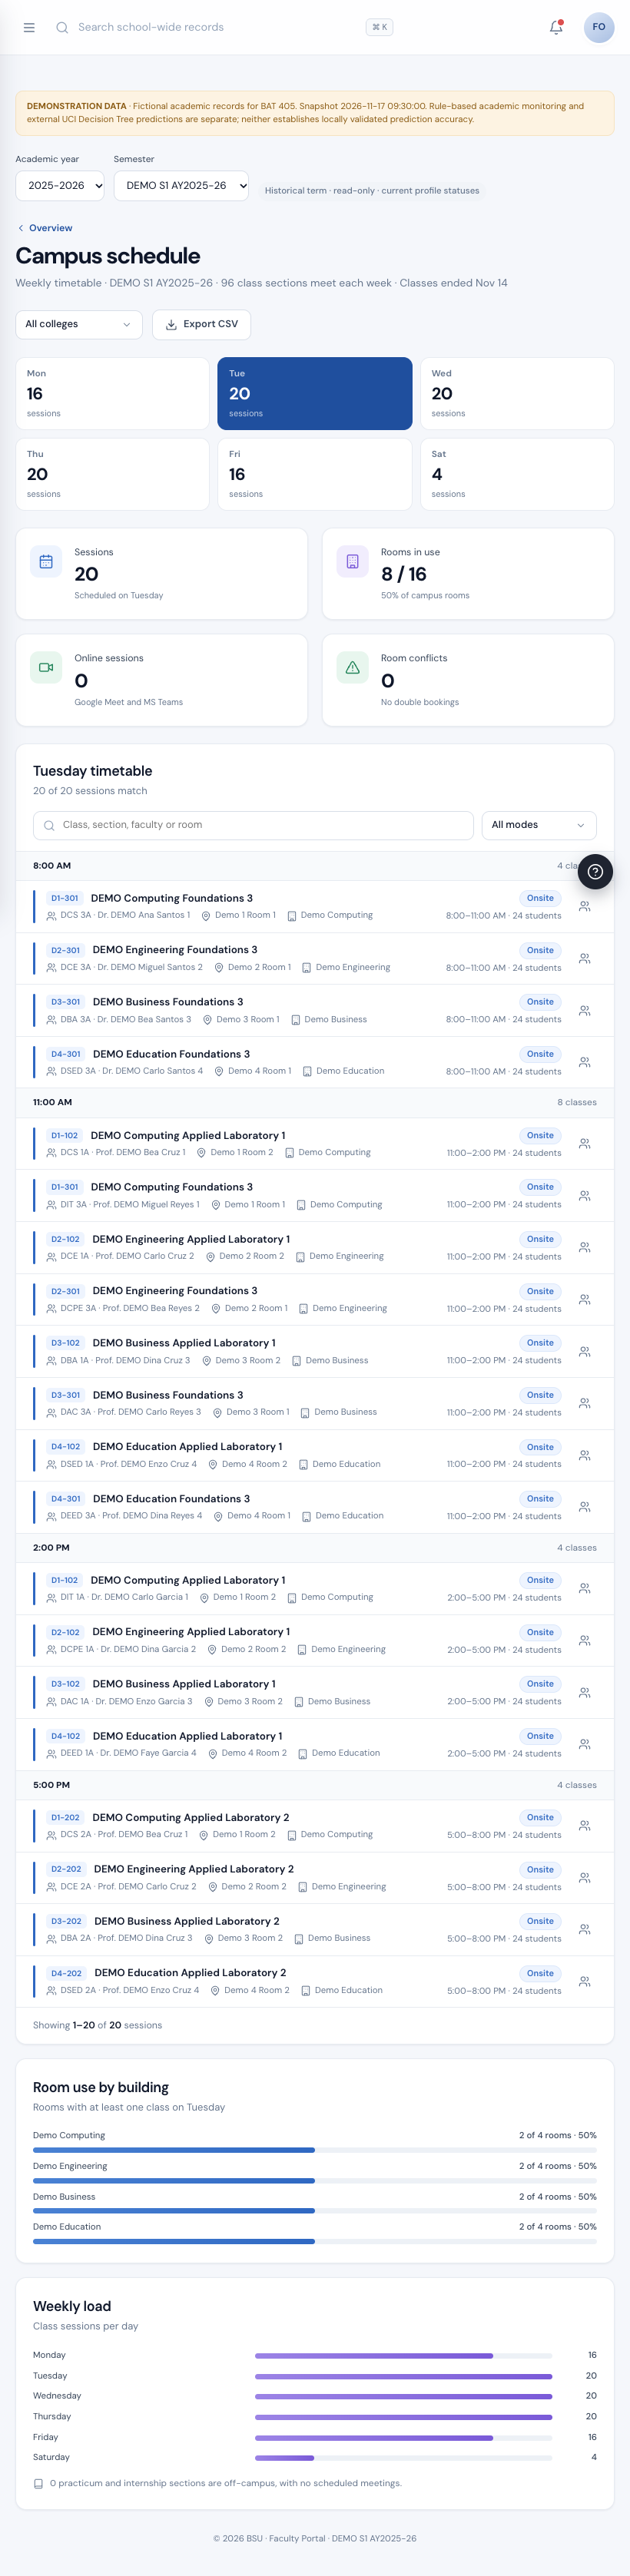 Search school-wide records
⌘ K
FO
DEMONSTRATION DATA · Fictional academic records for BAT 405. Snapshot 2026-11-17 09:30:00. Rule-based academic monitoring and
external UCI Decision Tree predictions are separate; neither establishes locally validated prediction accuracy.
Academic year
Semester
2025-2026
DEMO S1 AY2025-26
Historical term · read-only · current profile statuses
Overview
Campus schedule
Weekly timetable · DEMO S1 AY2025-26 · 96 class sections meet each week · Classes ended Nov 14
All colleges
Export CSV
Mon
16
sessions
Tue
20
sessions
Wed
20
sessions
Thu
20
sessions
Fri
16
sessions
Sat
4
sessions
Sessions
20
Scheduled on Tuesday
Rooms in use
8 / 16
50% of campus rooms
Online sessions
0
Google Meet and MS Teams
Room conflicts
0
No double bookings
Tuesday timetable
20 of 20 sessions match
Class, section, faculty or room
All modes
8:00 AM
4 cla
D1-301 DEMO Computing Foundations 3 Onsite
DCS 3A · Dr. DEMO Ana Santos 1 Demo 1 Room 1 Demo Computing 8:00–11:00 AM · 24 students
D2-301 DEMO Engineering Foundations 3 Onsite
DCE 3A · Dr. DEMO Miguel Santos 2 Demo 2 Room 1 Demo Engineering 8:00–11:00 AM · 24 students
D3-301 DEMO Business Foundations 3 Onsite
DBA 3A · Dr. DEMO Bea Santos 3 Demo 3 Room 1 Demo Business 8:00–11:00 AM · 24 students
D4-301 DEMO Education Foundations 3 Onsite
DSED 3A · Dr. DEMO Carlo Santos 4 Demo 4 Room 1 Demo Education 8:00–11:00 AM · 24 students
11:00 AM 8 classes
D1-102 DEMO Computing Applied Laboratory 1 Onsite
DCS 1A · Prof. DEMO Bea Cruz 1 Demo 1 Room 2 Demo Computing 11:00–2:00 PM · 24 students
D1-301 DEMO Computing Foundations 3 Onsite
DIT 3A · Prof. DEMO Miguel Reyes 1 Demo 1 Room 1 Demo Computing 11:00–2:00 PM · 24 students
D2-102 DEMO Engineering Applied Laboratory 1 Onsite
DCE 1A · Prof. DEMO Carlo Cruz 2 Demo 2 Room 2 Demo Engineering 11:00–2:00 PM · 24 students
D2-301 DEMO Engineering Foundations 3 Onsite
DCPE 3A · Prof. DEMO Bea Reyes 2 Demo 2 Room 1 Demo Engineering 11:00–2:00 PM · 24 students
D3-102 DEMO Business Applied Laboratory 1 Onsite
DBA 1A · Prof. DEMO Dina Cruz 3 Demo 3 Room 2 Demo Business 11:00–2:00 PM · 24 students
D3-301 DEMO Business Foundations 3 Onsite
DAC 3A · Prof. DEMO Carlo Reyes 3 Demo 3 Room 1 Demo Business 11:00–2:00 PM · 24 students
D4-102 DEMO Education Applied Laboratory 1 Onsite
DSED 1A · Prof. DEMO Enzo Cruz 4 Demo 4 Room 2 Demo Education 11:00–2:00 PM · 24 students
D4-301 DEMO Education Foundations 3 Onsite
DEED 3A · Prof. DEMO Dina Reyes 4 Demo 4 Room 1 Demo Education 11:00–2:00 PM · 24 students
2:00 PM 4 classes
D1-102 DEMO Computing Applied Laboratory 1 Onsite
DIT 1A · Dr. DEMO Carlo Garcia 1 Demo 1 Room 2 Demo Computing 2:00–5:00 PM · 24 students
D2-102 DEMO Engineering Applied Laboratory 1 Onsite
DCPE 1A · Dr. DEMO Dina Garcia 2 Demo 2 Room 2 Demo Engineering 2:00–5:00 PM · 24 students
D3-102 DEMO Business Applied Laboratory 1 Onsite
DAC 1A · Dr. DEMO Enzo Garcia 3 Demo 3 Room 2 Demo Business 2:00–5:00 PM · 24 students
D4-102 DEMO Education Applied Laboratory 1 Onsite
DEED 1A · Dr. DEMO Faye Garcia 4 Demo 4 Room 2 Demo Education 2:00–5:00 PM · 24 students
5:00 PM 4 classes
D1-202 DEMO Computing Applied Laboratory 2 Onsite
DCS 2A · Prof. DEMO Bea Cruz 1 Demo 1 Room 2 Demo Computing 5:00–8:00 PM · 24 students
D2-202 DEMO Engineering Applied Laboratory 2 Onsite
DCE 2A · Prof. DEMO Carlo Cruz 2 Demo 2 Room 2 Demo Engineering 5:00–8:00 PM · 24 students
D3-202 DEMO Business Applied Laboratory 2 Onsite
DBA 2A · Prof. DEMO Dina Cruz 3 Demo 3 Room 2 Demo Business 5:00–8:00 PM · 24 students
D4-202 DEMO Education Applied Laboratory 2 Onsite
DSED 2A · Prof. DEMO Enzo Cruz 4 Demo 4 Room 2 Demo Education 5:00–8:00 PM · 24 students
Showing 1–20 of 20 sessions
Room use by building
Rooms with at least one class on Tuesday
Demo Computing 2 of 4 rooms · 50%
Demo Engineering 2 of 4 rooms · 50%
Demo Business 2 of 4 rooms · 50%
Demo Education 2 of 4 rooms · 50%
Weekly load
Class sessions per day
Monday 16
Tuesday 20
Wednesday 20
Thursday 20
Friday 16
Saturday 4
0 practicum and internship sections are off-campus, with no scheduled meetings.
© 2026 BSU · Faculty Portal · DEMO S1 AY2025-26